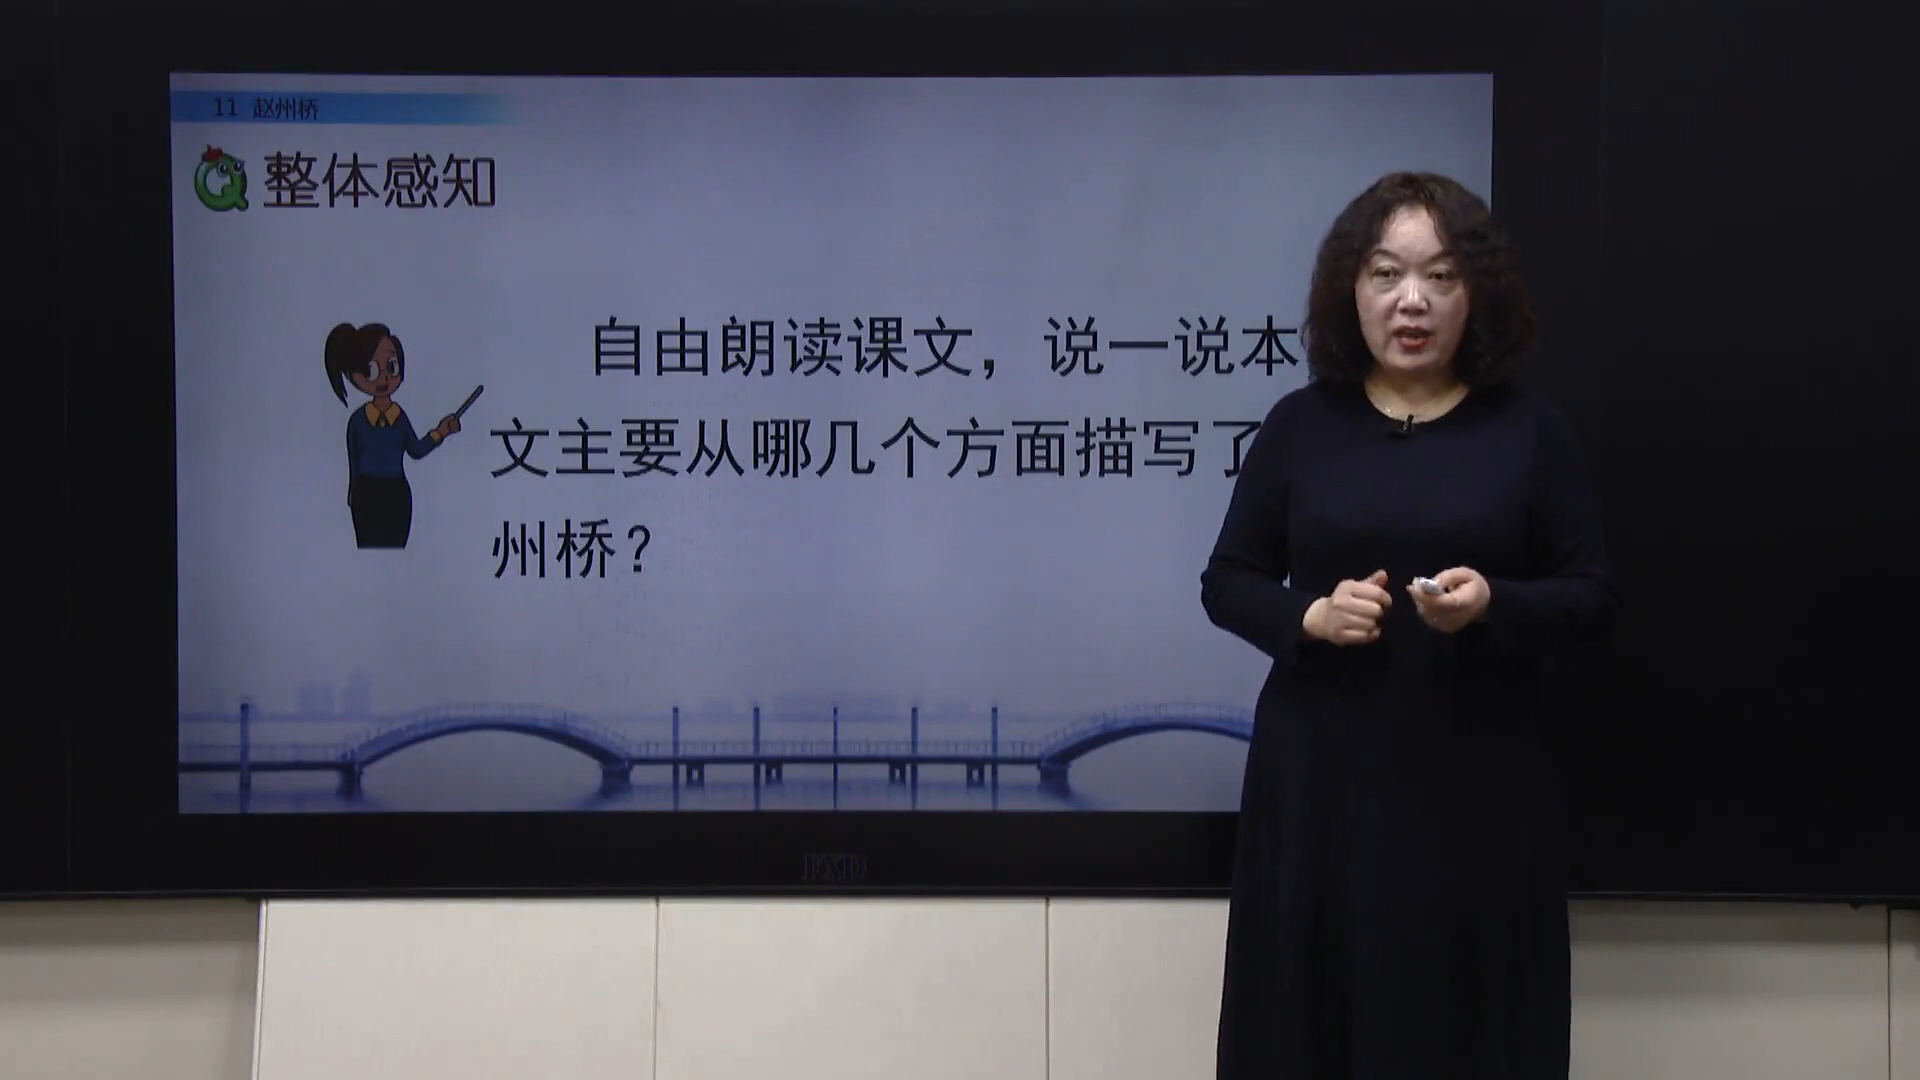 11 赵州桥
整体感知
自由朗读课文，说一说本
文主要从哪几个方面描写了
州桥？
EXD